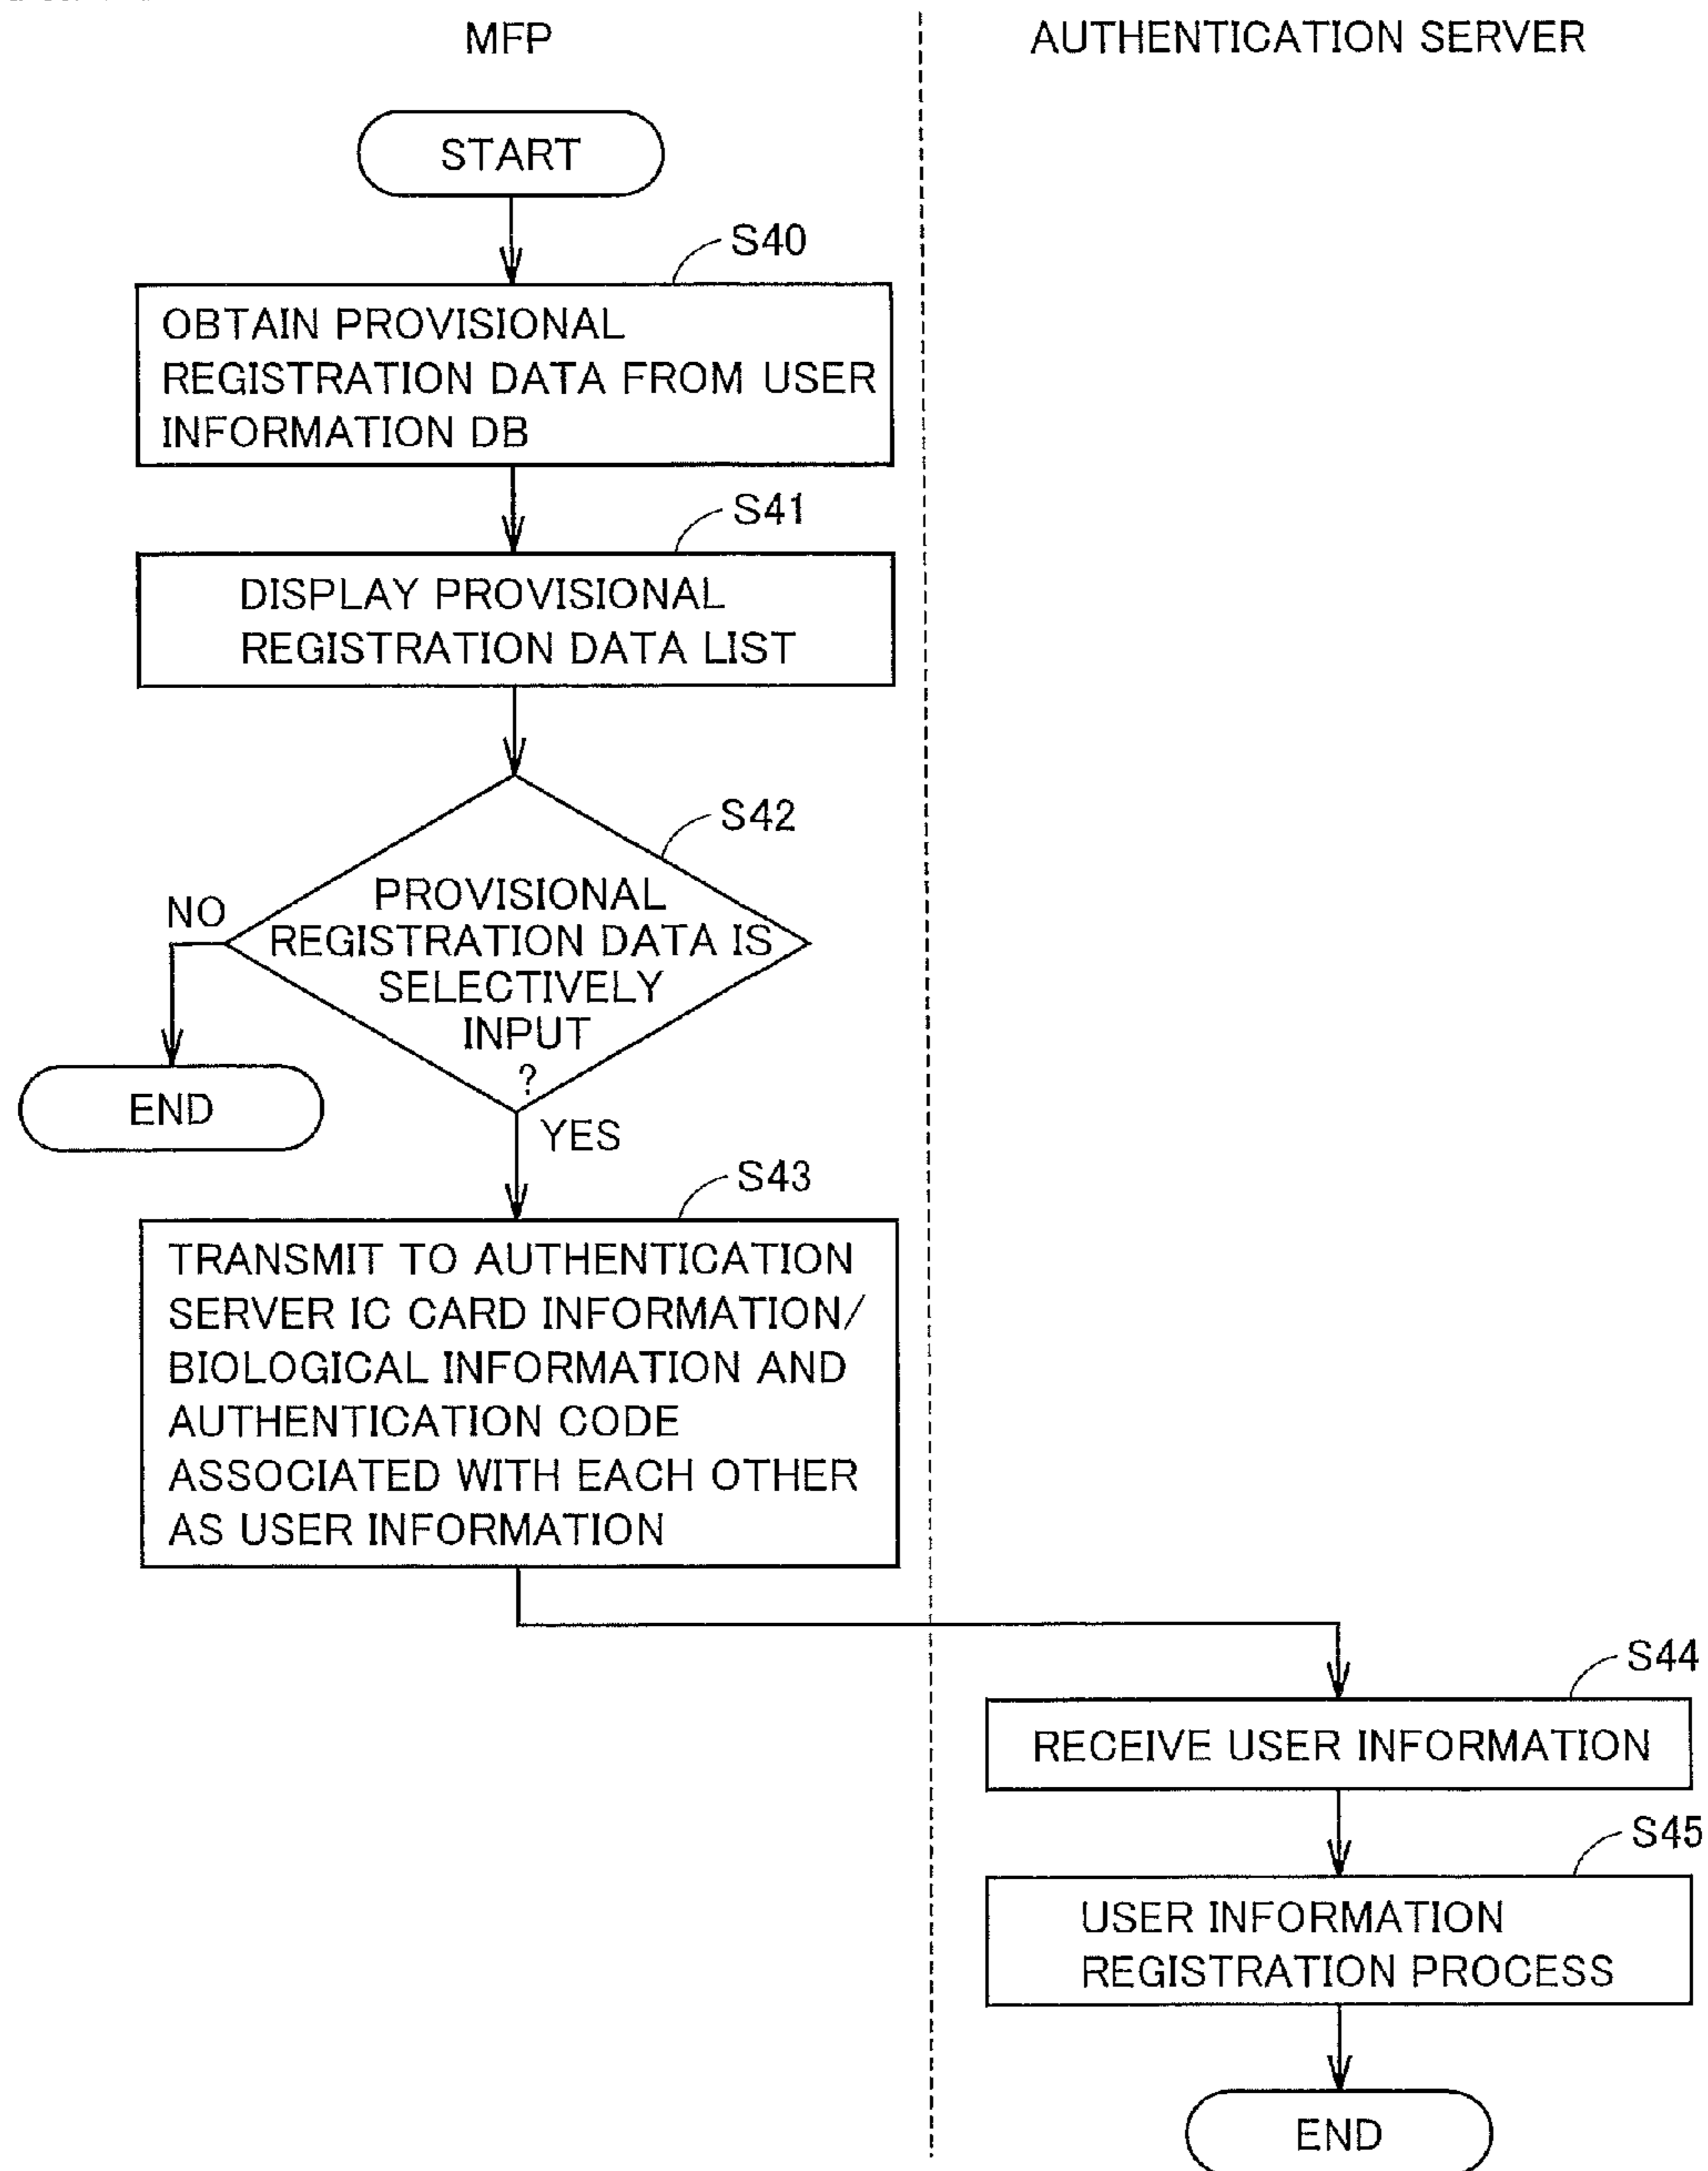 MFP
AUTHENTICATION SERVER
START
S40
OBTAIN PROVISIONAL
REGISTRATION DATA FROM USER
INFORMATION DB
S41
DISPLAY PROVISIONAL
REGISTRATION DATA LIST
S42
PROVISIONAL
REGISTRATION DATA IS
SELECTIVELY
INPUT
?
NO
END
YES
S43
TRANSMIT TO AUTHENTICATION
SERVER IC CARD INFORMATION/
BIOLOGICAL INFORMATION AND
AUTHENTICATION CODE
ASSOCIATED WITH EACH OTHER
AS USER INFORMATION
S44
RECEIVE USER INFORMATION
S45
USER INFORMATION
REGISTRATION PROCESS
END